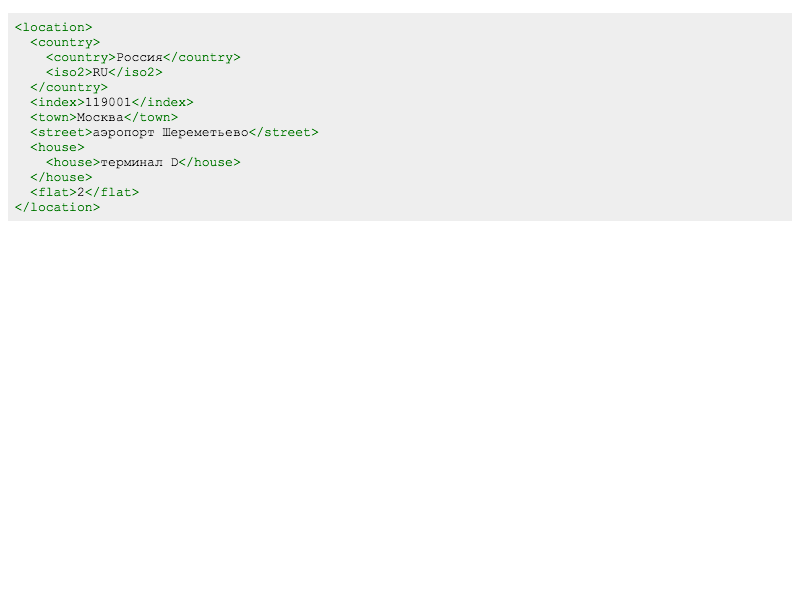 <location>
  <country>
    <country>Россия</country>
    <iso2>RU</iso2>
  </country>
  <index>119001</index>
  <town>Москва</town>
  <street>аэропорт Шереметьево</street>
  <house>
    <house>терминал D</house>
  </house>
  <flat>2</flat>
</location>